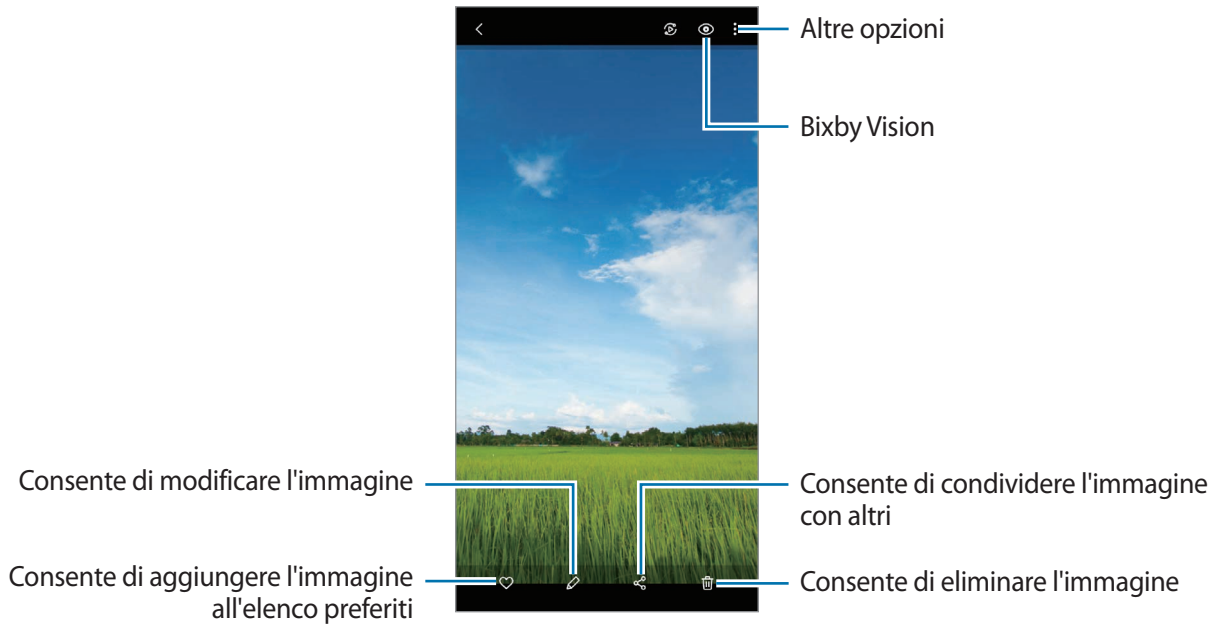 Altre opzioni
Bixby Vision
Consente di modificare l'immagine
Consente di condividere l'immagine
con altri
Consente di aggiungere l'immagine
all'elenco preferiti
Consente di eliminare l'immagine